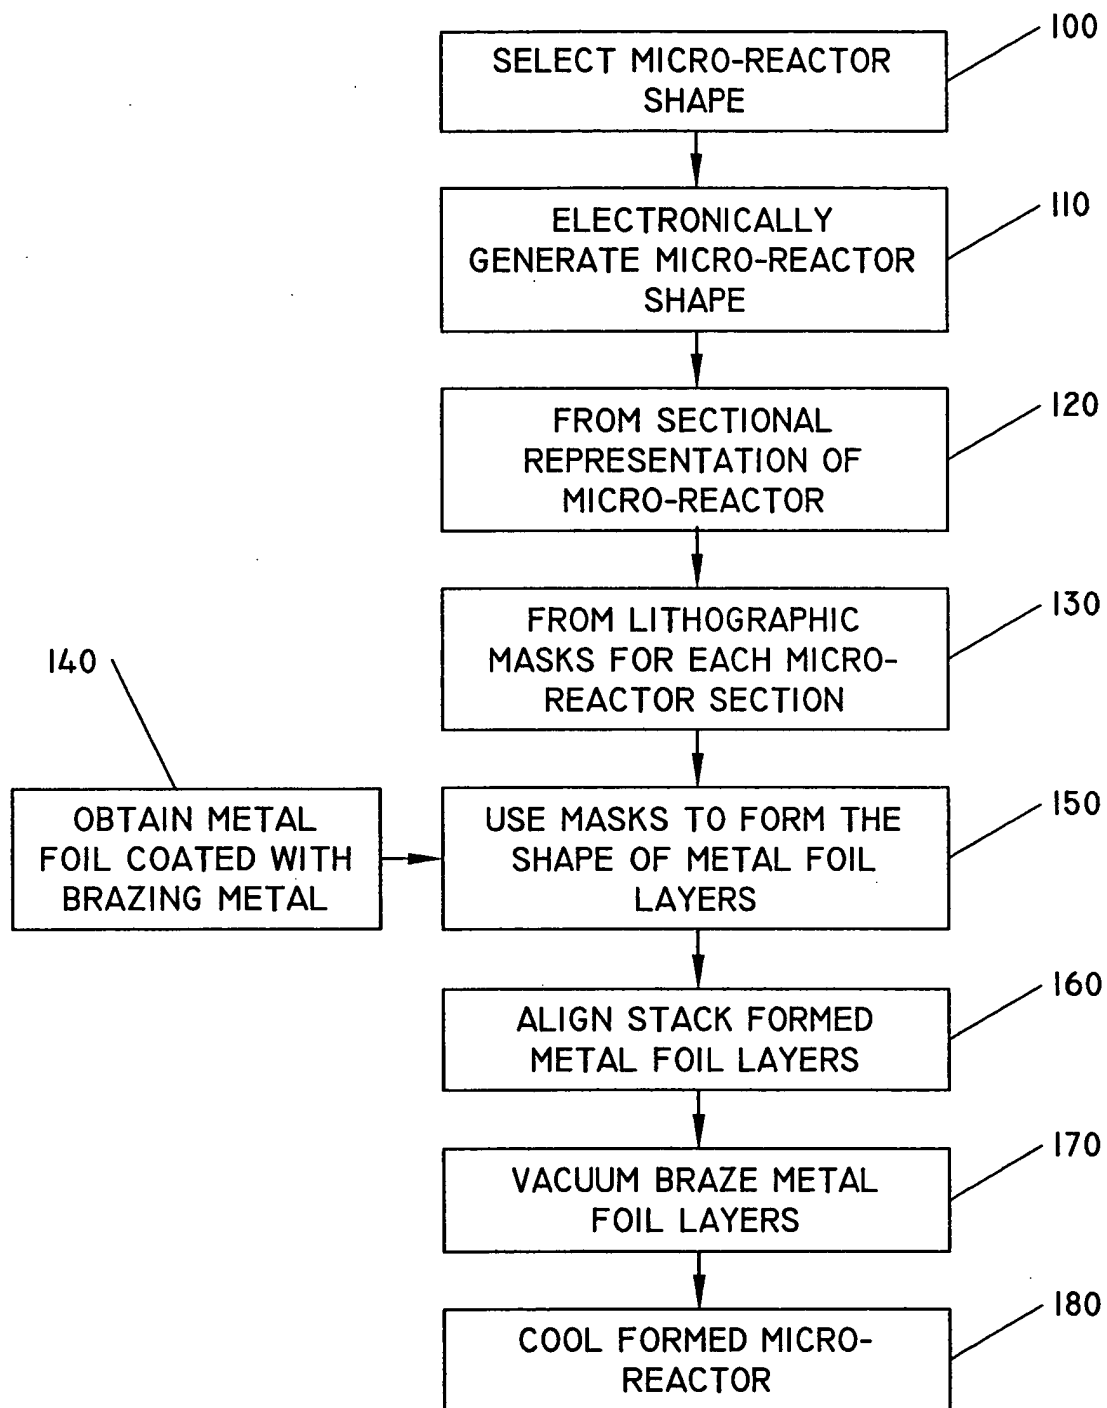 100
SELECT MICRO-REACTOR
SHAPE
110
ELECTRONICALLY
GENERATE MICRO-REACTOR
SHAPE
120
FROM SECTIONAL
REPRESENTATION OF
MICRO-REACTOR
130
FROM LITHOGRAPHIC
MASKS FOR EACH MICRO-
REACTOR SECTION
140
OBTAIN METAL
FOIL COATED WITH
BRAZING METAL
150
USE MASKS TO FORM THE
SHAPE OF METAL FOIL
LAYERS
160
ALIGN STACK FORMED
METAL FOIL LAYERS
170
VACUUM BRAZE METAL
FOIL LAYERS
180
COOL FORMED MICRO-
REACTOR